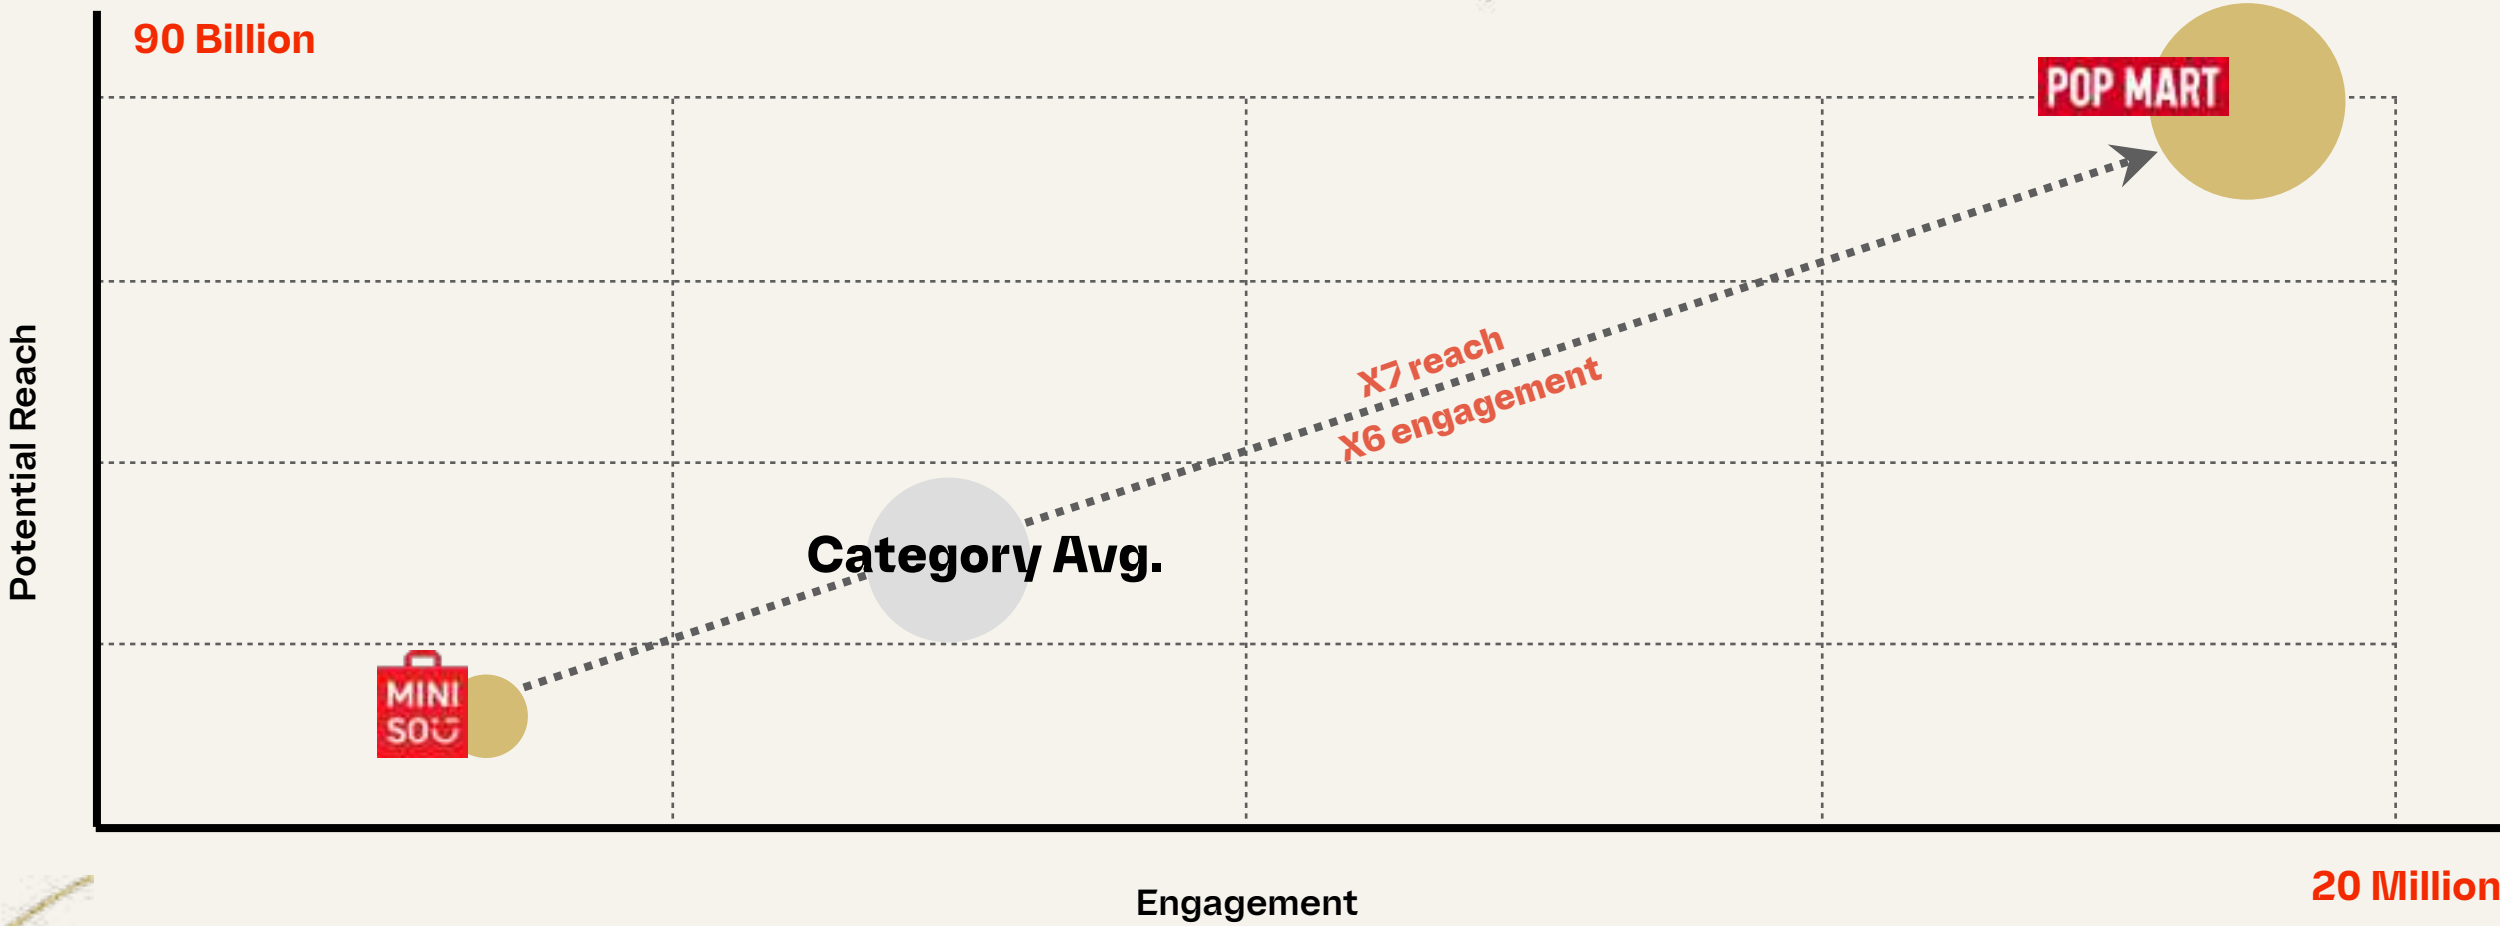 90 Billion
POP MART
Potential Reach
X7 reach
X6 engagement
Category Avg.
MINI
SO
20 Million
Engagement